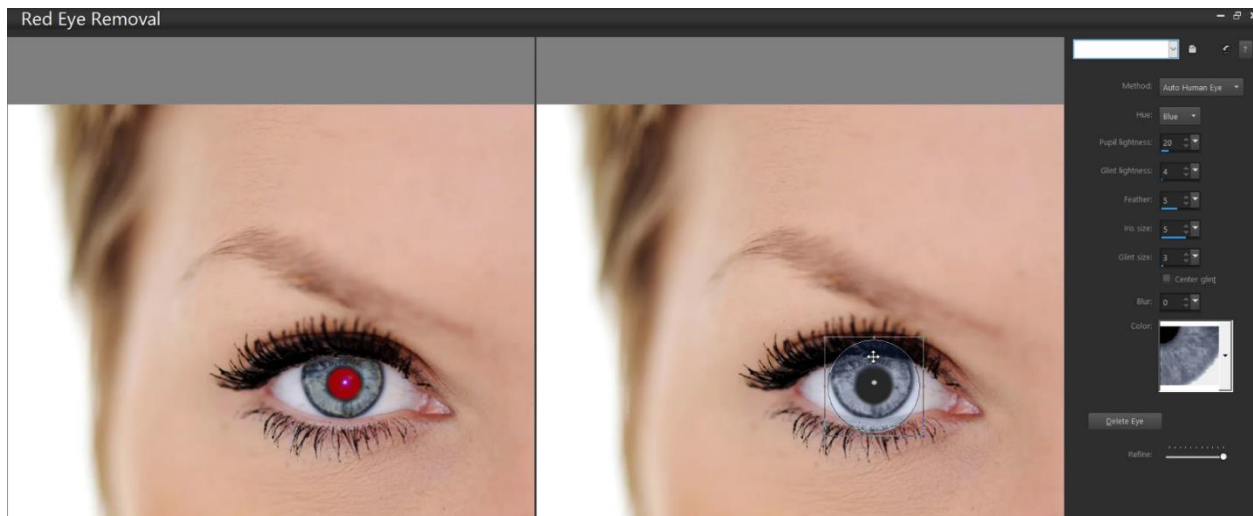 Red Eye Removal
?
Method: Auto Human Eye
Hue: Blue
Pupil lightness: 20
Glint lightness: 4
Feather: 5
Iris size: 5
Glint size: 3
Center glint
Blur: 0
Color:
Delete Eye
Refine: